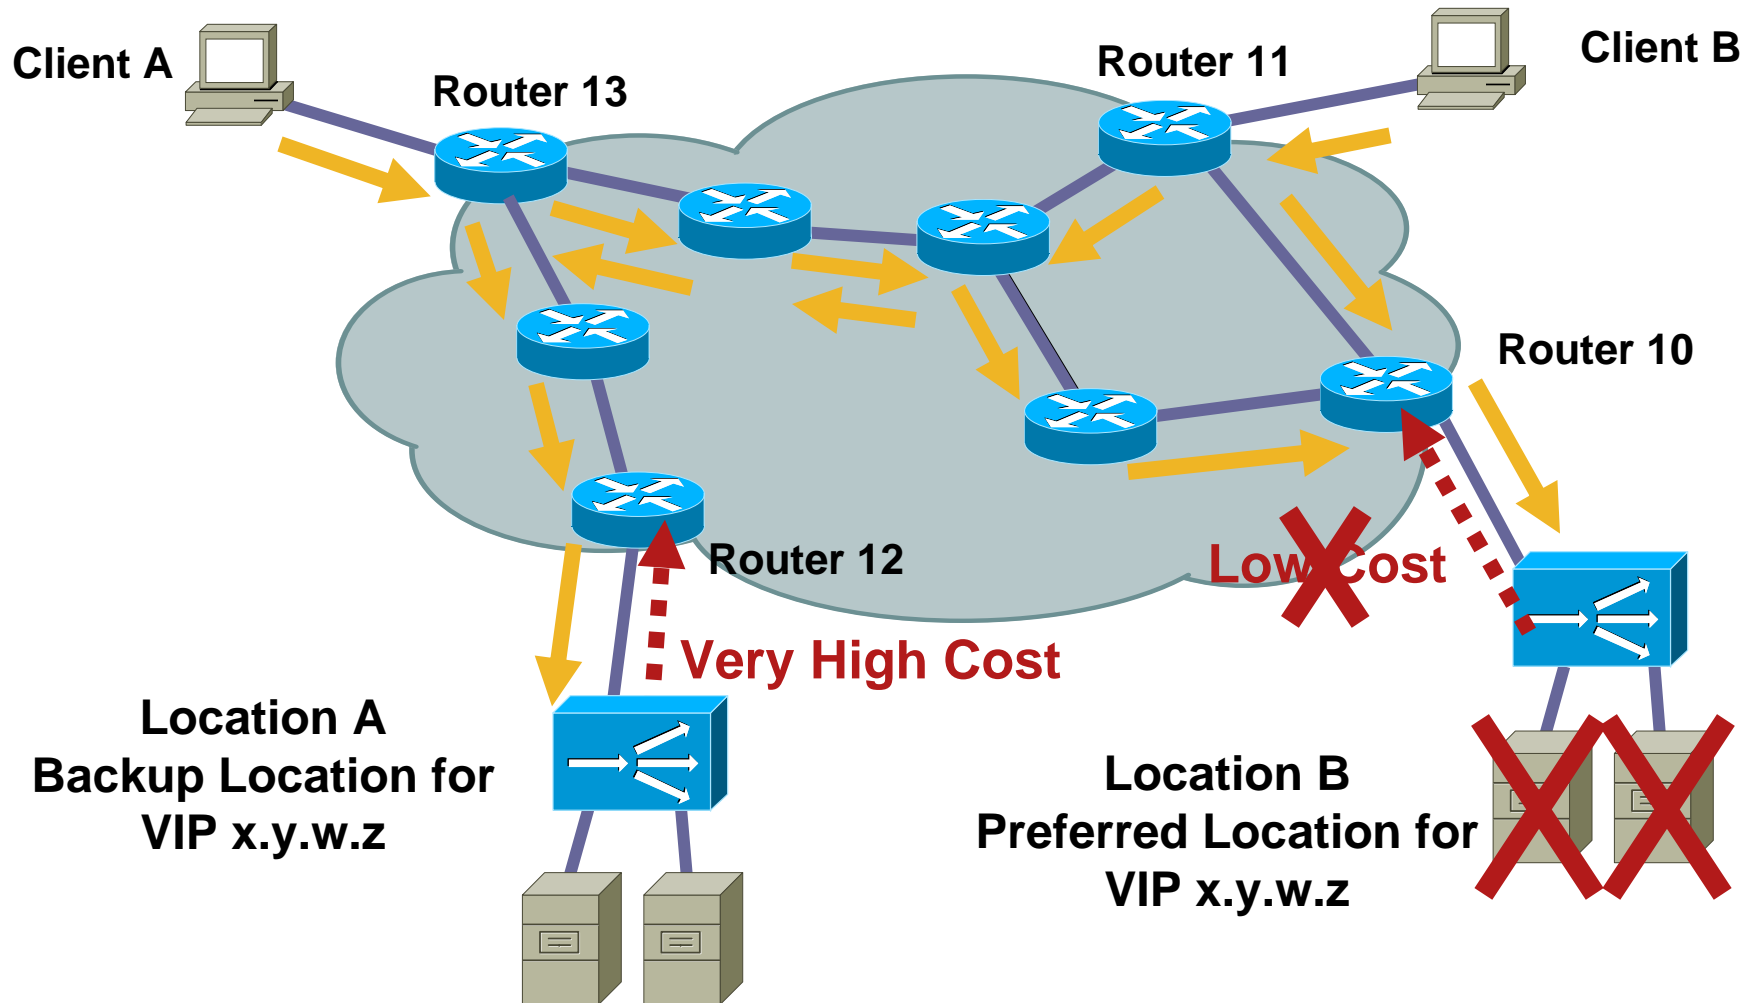 Client A
Router 13
Router 11
Client B
Router 10
Router 12
Low Cost
Very High Cost
Location A
Backup Location for
VIP x.y.w.z
Location B
Preferred Location for
VIP x.y.w.z